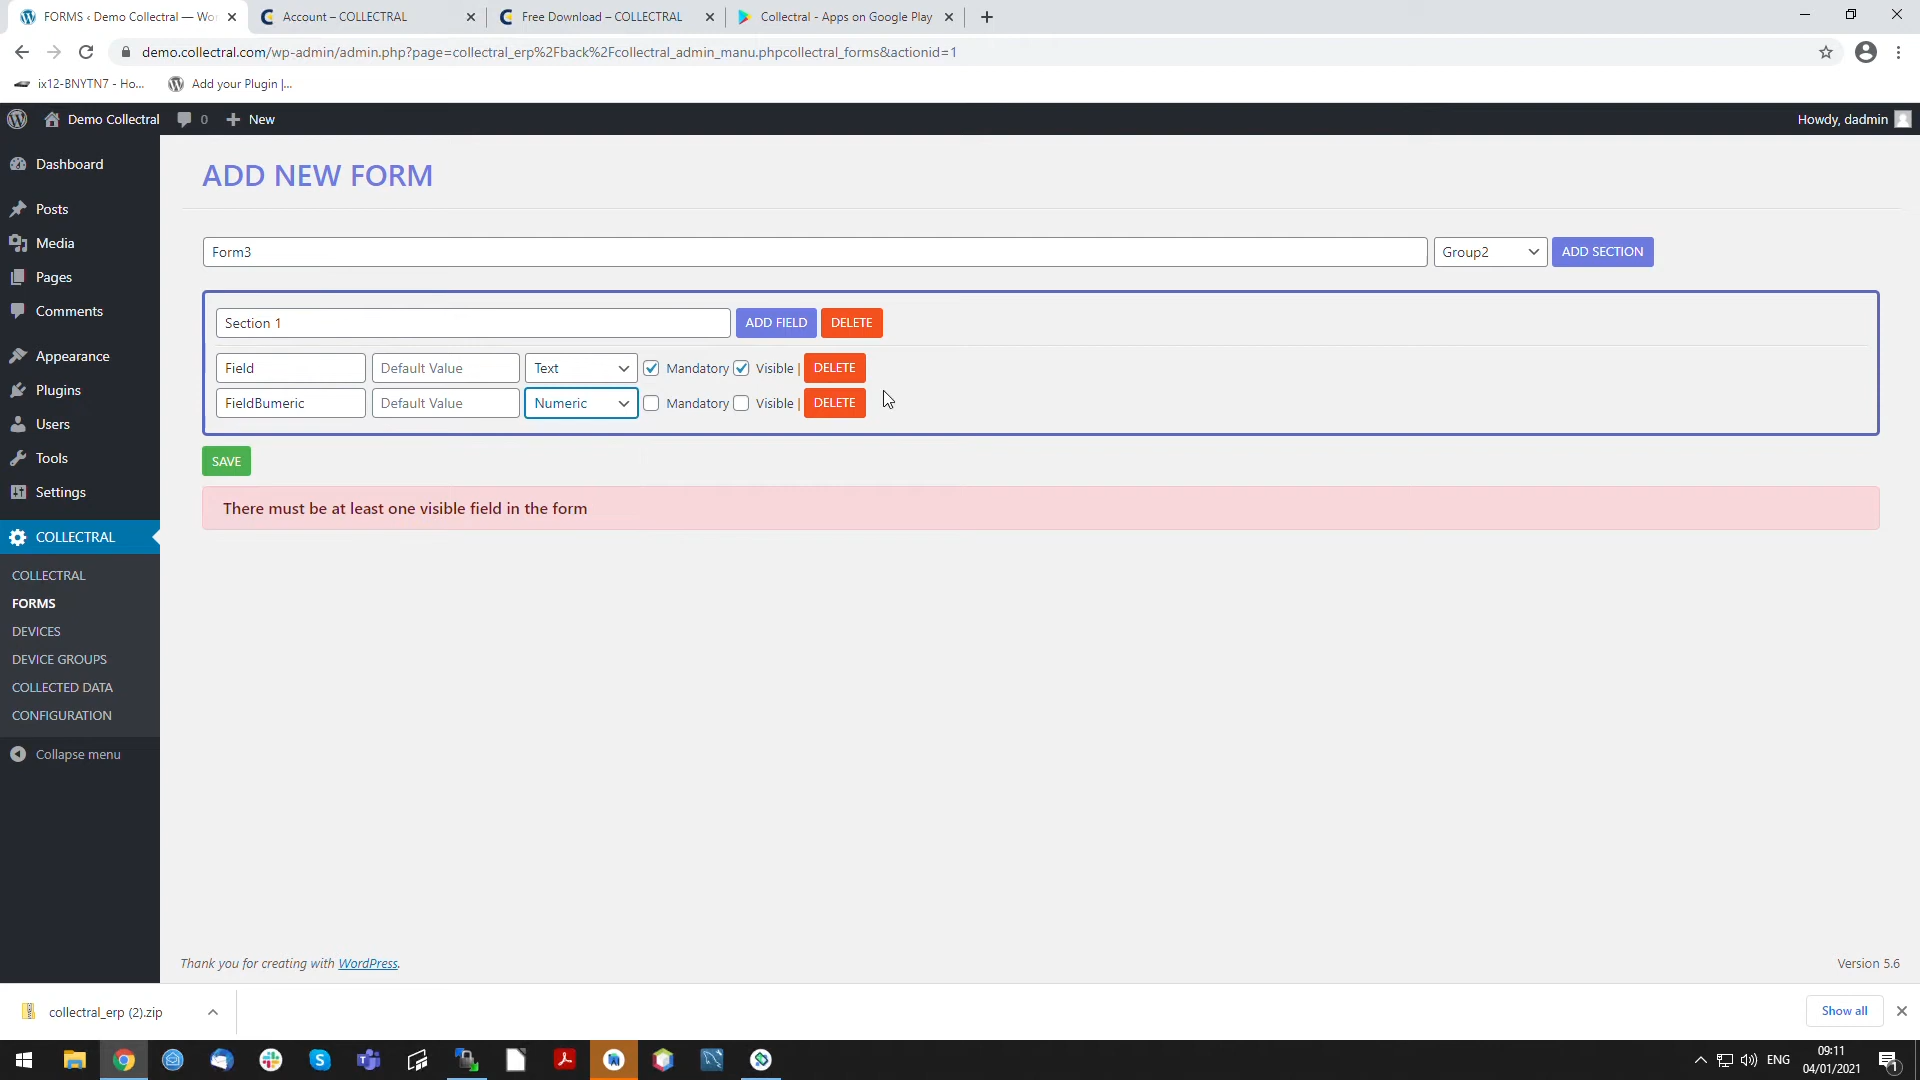 FORMS ‹ Demo Collectral — Wor
Account – COLLECTRAL
Free Download – COLLECTRAL
Collectral - Apps on Google Play
demo.collectral.com/wp-admin/admin.php?page=collectral_erp%2Fback%2Fcollectral_admin_manu.phpcollectral_forms&actionid=1
ix12-BNYTN7 - Ho...
Add your Plugin |...
Demo Collectral
0
New
Howdy, dadmin
Dashboard
Posts
Media
Pages
Comments
Appearance
Plugins
Users
Tools
Settings
COLLECTRAL
COLLECTRAL
FORMS
DEVICES
DEVICE GROUPS
COLLECTED DATA
CONFIGURATION
Collapse menu
ADD NEW FORM
Form3 Group2 ADD SECTION
Section 1 ADD FIELD DELETE
Field Default Value Text Mandatory Visible | DELETE
FieldBumeric Default Value Numeric Mandatory Visible | DELETE
SAVE
There must be at least one visible field in the form
Thank you for creating with WordPress.
Version 5.6
collectral_erp (2).zip
Show all
ENG
09:11
04/01/2021
1